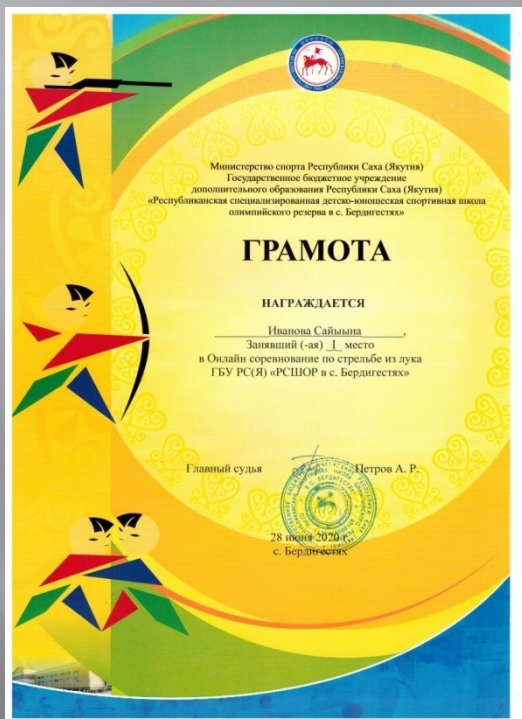 Министерство спорта Республики Саха (Якутия)
Государственное бюджетное учреждение
дополнительного образования Республики Саха (Якутия)
«Республиканская специализированная детско-юношеская спортивная школа
олимпийского резерва в с. Бердигестях»
ГРАМОТА
НАГРАЖДАЕТСЯ
Иванова Сайыына,
Занявший (-ая) I место
в Онлайн соревнование по стрельбе из лука
ГБУ РС(Я) «РСШОР в с. Бердигестях»
Главный судья Петров А. Р.
28 июня 2020 г.
с. Бердигестях